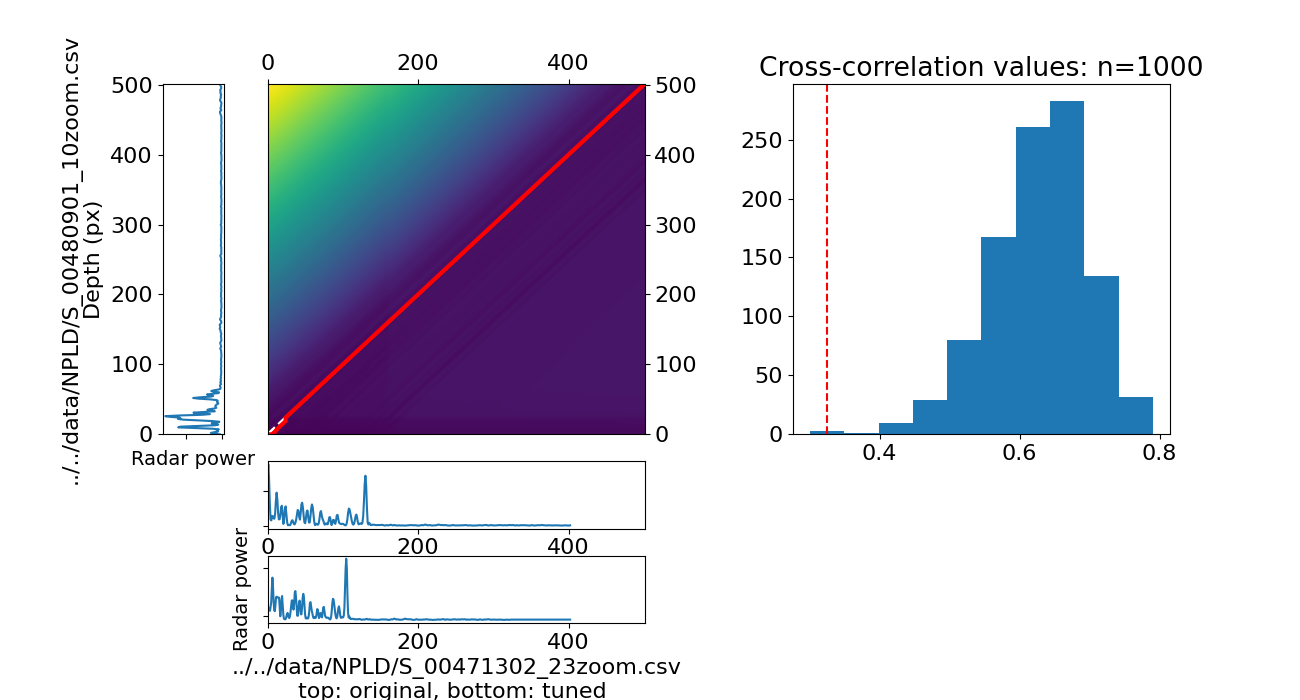 0 200 400
Cross-correlation values: n=1000
../../data/NPLD/S_00480901_10zoom.csv
Depth (px)
500
400
300
200
100
0
Radar power
500
400
300
200
100
0
250
200
150
100
50
0
0.4 0.6 0.8
0 200 400
Radar power
0 200 400
../../data/NPLD/S_00471302_23zoom.csv
top: original, bottom: tuned